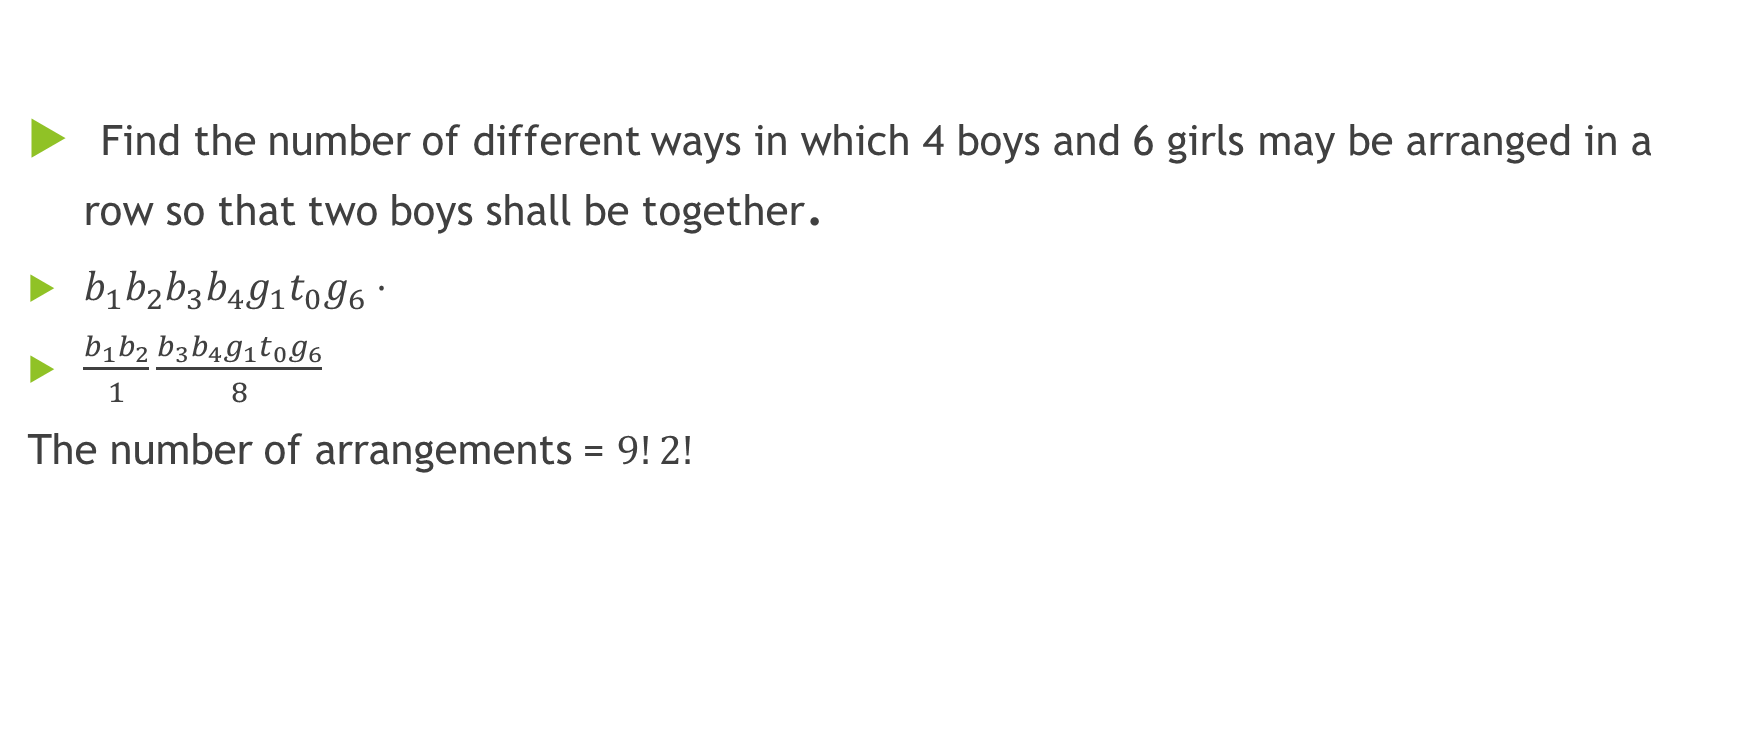 Find the number of different ways in which 4 boys and 6 girls may be arranged in a
row so that two boys shall be together.
b₁b₂b₃b₄g₁t₀g₆ ·
b₁b₂/1 b₃b₄g₁t₀g₆/8
The number of arrangements = 9! 2!